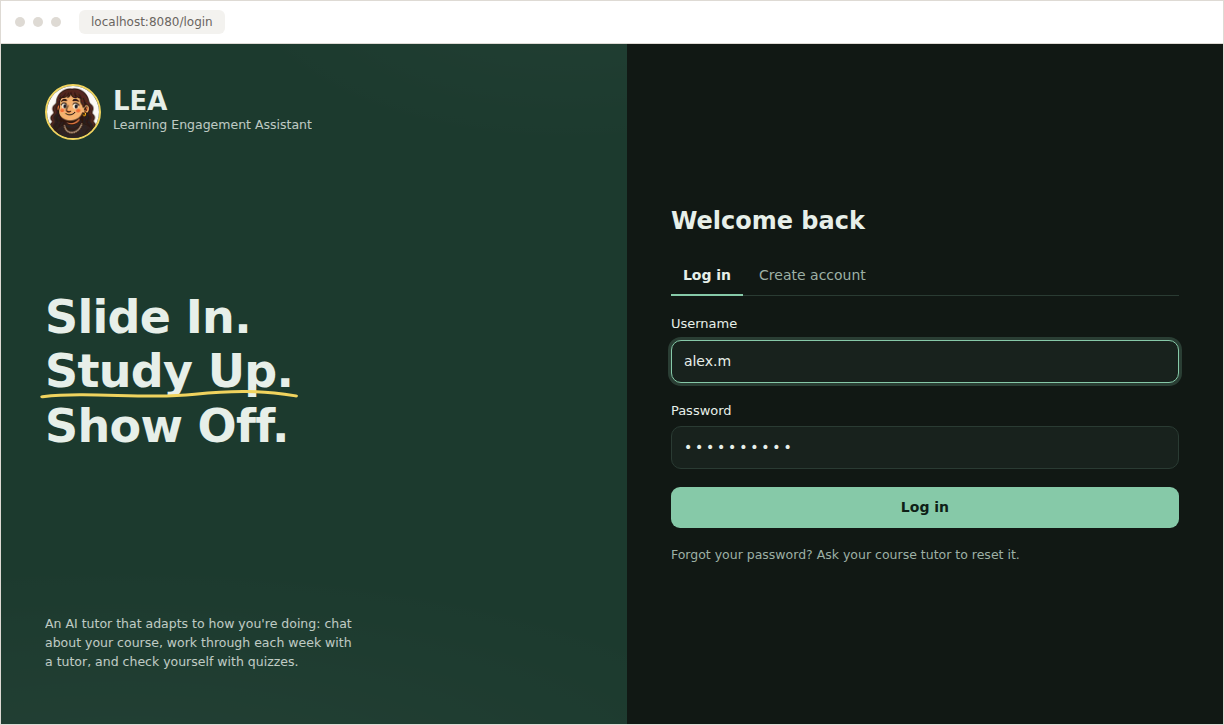 localhost:8080/login
LEA
Learning Engagement Assistant
Slide In.
Study Up.
Show Off.
An AI tutor that adapts to how you're doing: chat
about your course, work through each week with
a tutor, and check yourself with quizzes.
Welcome back
Log in
Create account
Username
alex.m
Password
••••••••••
Log in
Forgot your password? Ask your course tutor to reset it.